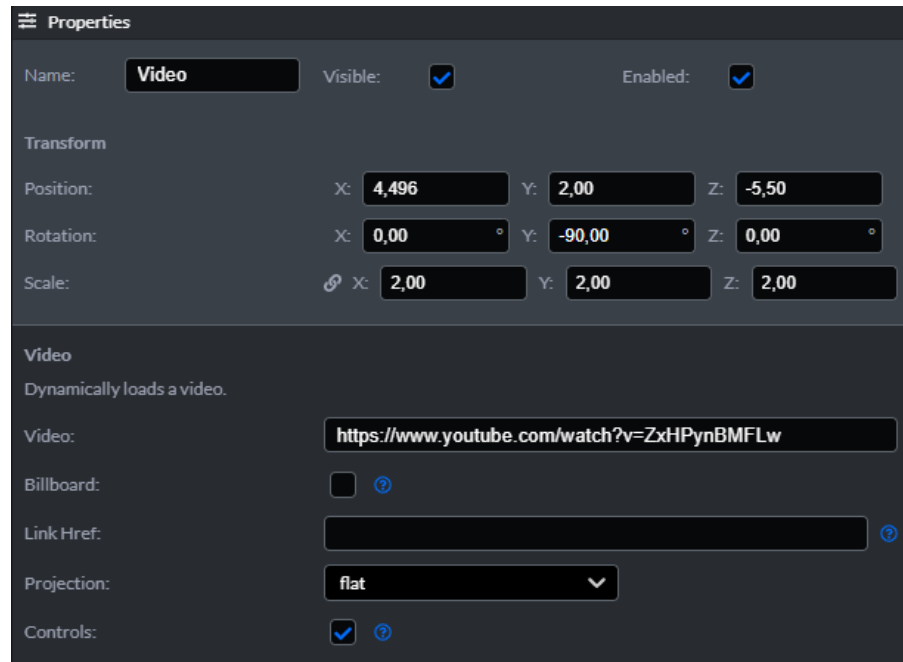 Properties
Name: Video Visible: Enabled:
Transform
Position: X: 4,496 Y: 2,00 Z: -5,50
Rotation: X: 0,00 ° Y: -90,00 ° Z: 0,00 °
Scale: X: 2,00 Y: 2,00 Z: 2,00
Video
Dynamically loads a video.
Video: https://www.youtube.com/watch?v=ZxHPynBMFLw
Billboard: ?
Link Href: ?
Projection: flat
Controls: ?